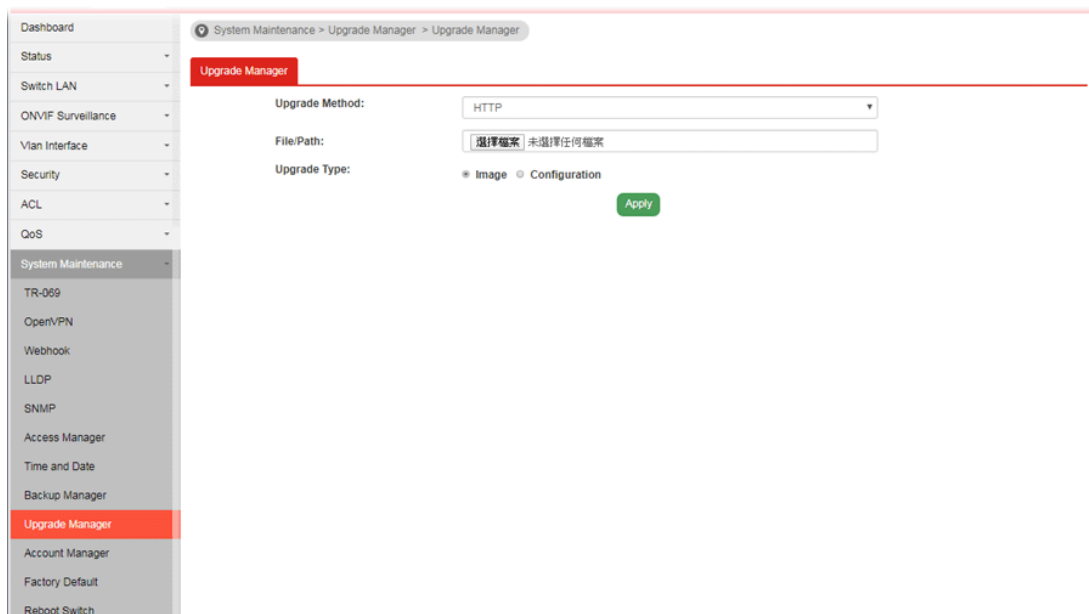 Dashboard
Status
Switch LAN
ONVIF Surveillance
Vlan Interface
Security
ACL
QoS
System Maintenance
TR-069
OpenVPN
Webhook
LLDP
SNMP
Access Manager
Time and Date
Backup Manager
Upgrade Manager
Account Manager
Factory Default
Reboot Switch
System Maintenance > Upgrade Manager > Upgrade Manager
Upgrade Manager
Upgrade Method: HTTP
File/Path: 選擇檔案 未選擇任何檔案
Upgrade Type: Image Configuration
Apply